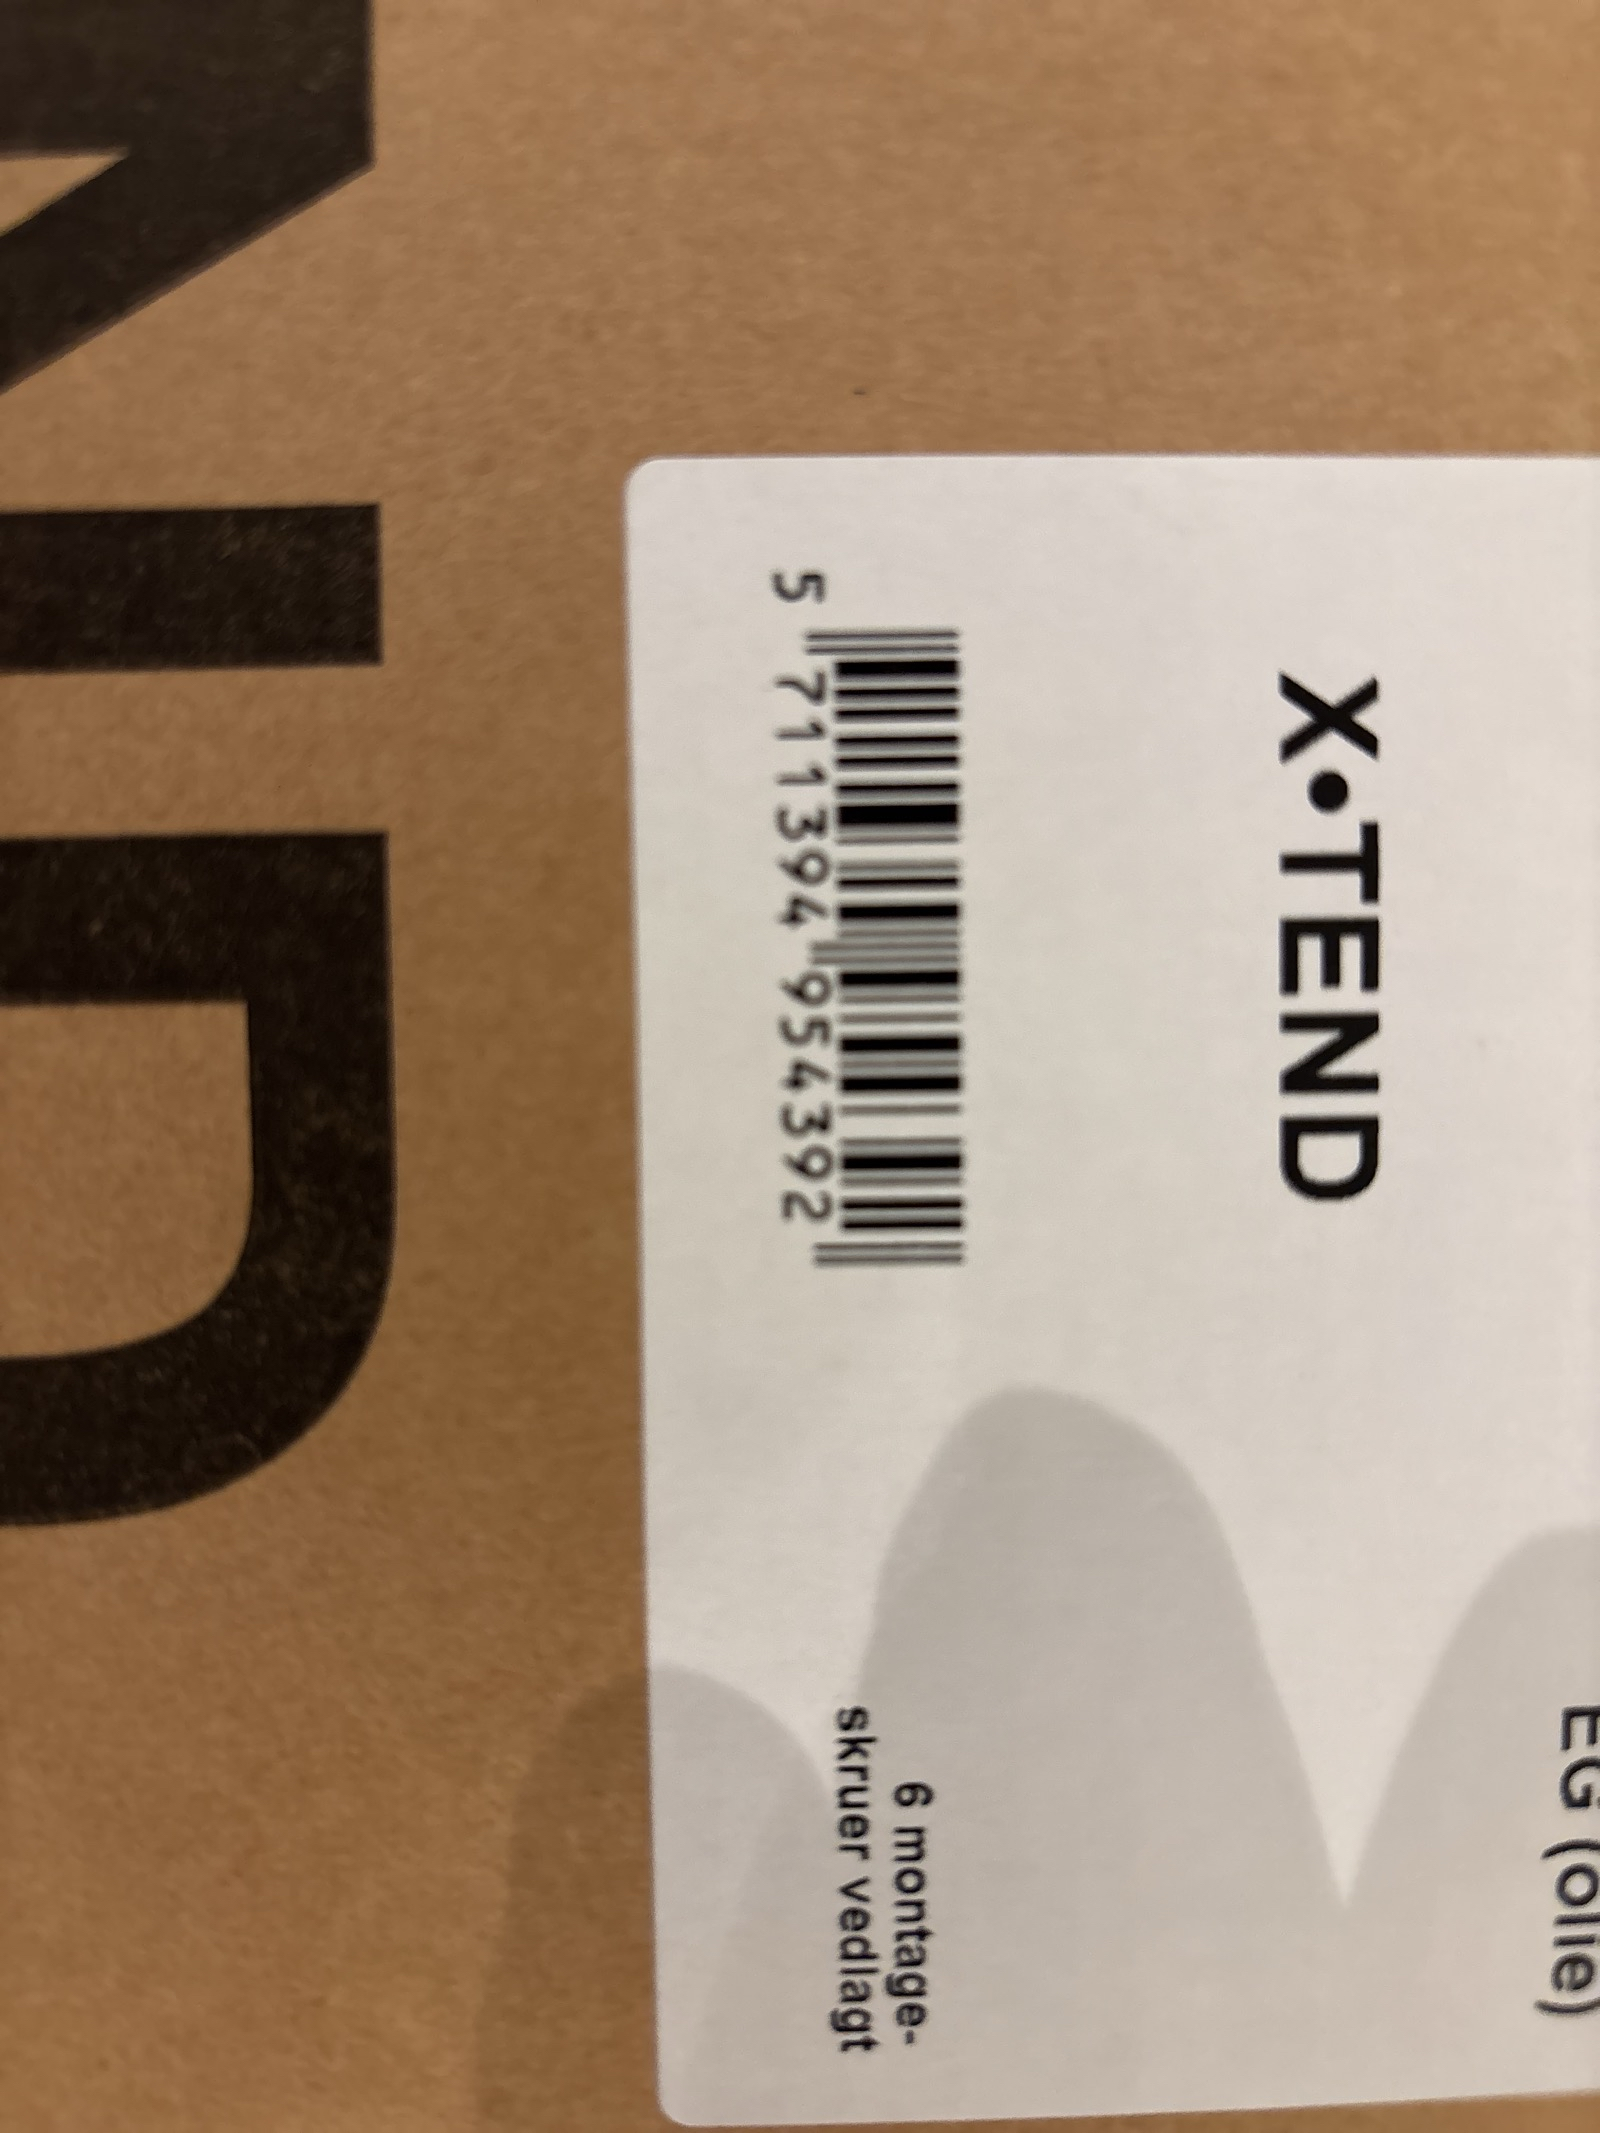 X•TEND
EG (olie)
5 711394 954392
6 montage-
skruer vedlagt